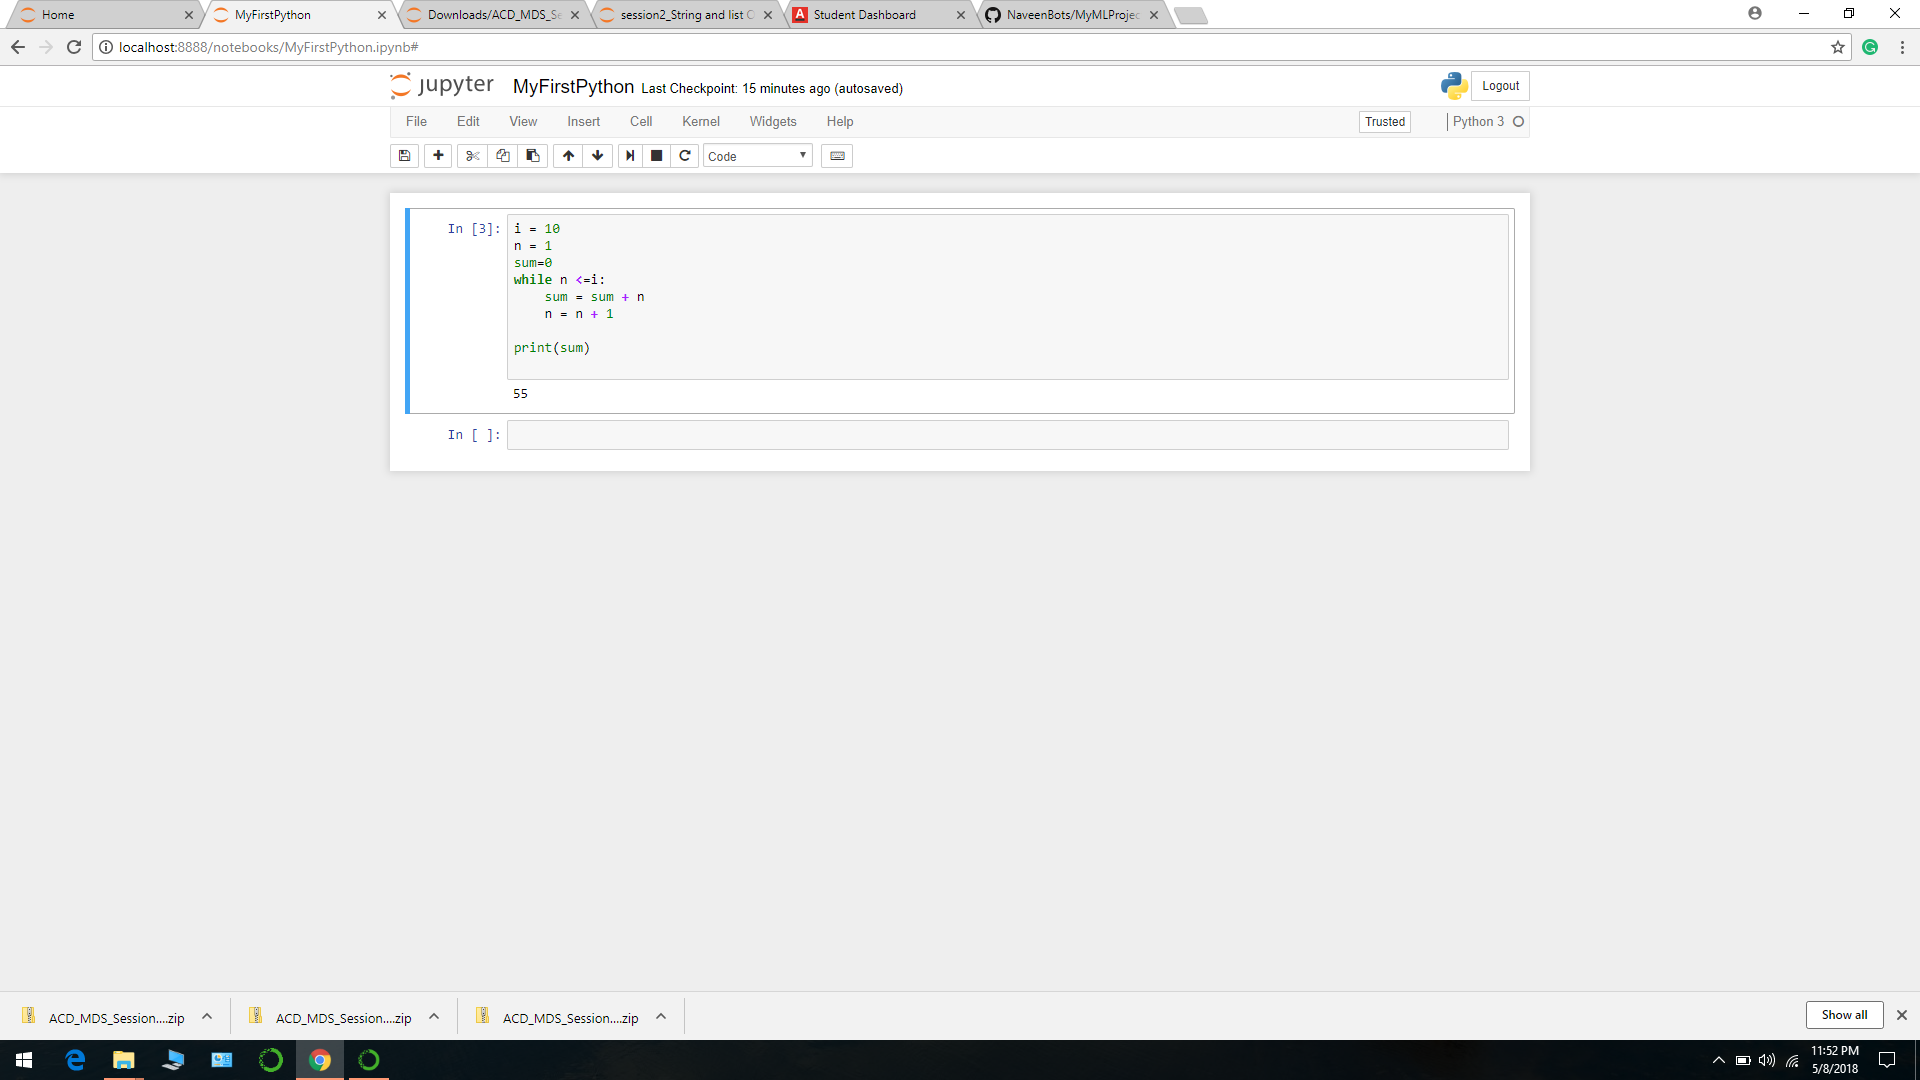 Home
MyFirstPython
Downloads/ACD_MDS_Se
session2_String and list C
Student Dashboard
NaveenBots/MyMLProjec
localhost:8888/notebooks/MyFirstPython.ipynb#
jupyter MyFirstPython Last Checkpoint: 15 minutes ago (autosaved)
Logout
File Edit View Insert Cell Kernel Widgets Help
Trusted
Python 3
Code
In [3]:
i = 10
n = 1
sum=0
while n <=i:
    sum = sum + n
    n = n + 1
print(sum)
55
In [ ]:
ACD_MDS_Session....zip
ACD_MDS_Session....zip
ACD_MDS_Session....zip
Show all
11:52 PM
5/8/2018